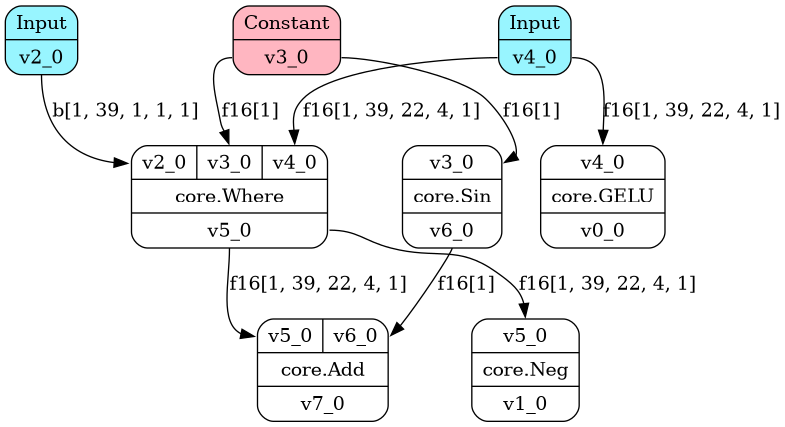 Input
v2_0
Constant
v3_0
Input
v4_0
b[1, 39, 1, 1, 1]
f16[1]
f16[1, 39, 22, 4, 1]
f16[1]
f16[1, 39, 22, 4, 1]
v2_0 v3_0 v4_0
core.Where
v5_0
v3_0
core.Sin
v6_0
v4_0
core.GELU
v0_0
f16[1, 39, 22, 4, 1]
f16[1]
f16[1, 39, 22, 4, 1]
v5_0 v6_0
core.Add
v7_0
v5_0
core.Neg
v1_0